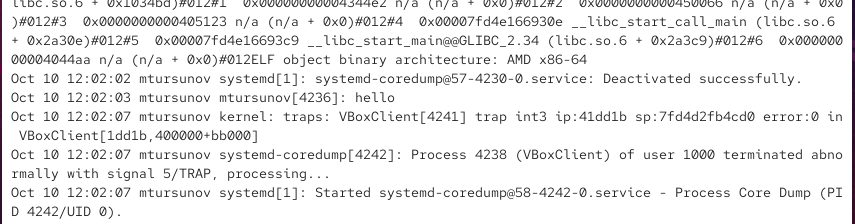 libc.so.6 + 0x1034bd)#012#1  0x00000000004344e2 n/a (n/a + 0x0)#012#2  0x0000000000450066 n/a (n/a + 0x0
)#012#3  0x0000000000405123 n/a (n/a + 0x0)#012#4  0x00007fd4e166930e __libc_start_call_main (libc.so.6
 + 0x2a30e)#012#5  0x00007fd4e16693c9 __libc_start_main@@GLIBC_2.34 (libc.so.6 + 0x2a3c9)#012#6  0x000000
00004044aa n/a (n/a + 0x0)#012ELF object binary architecture: AMD x86-64
Oct 10 12:02:02 mtursunov systemd[1]: systemd-coredump@57-4230-0.service: Deactivated successfully.
Oct 10 12:02:03 mtursunov mtursunov[4236]: hello
Oct 10 12:02:07 mtursunov kernel: traps: VBoxClient[4241] trap int3 ip:41dd1b sp:7fd4d2fb4cd0 error:0 in
 VBoxClient[1dd1b,400000+bb000]
Oct 10 12:02:07 mtursunov systemd-coredump[4242]: Process 4238 (VBoxClient) of user 1000 terminated abno
rmally with signal 5/TRAP, processing...
Oct 10 12:02:07 mtursunov systemd[1]: Started systemd-coredump@58-4242-0.service - Process Core Dump (PI
D 4242/UID 0).